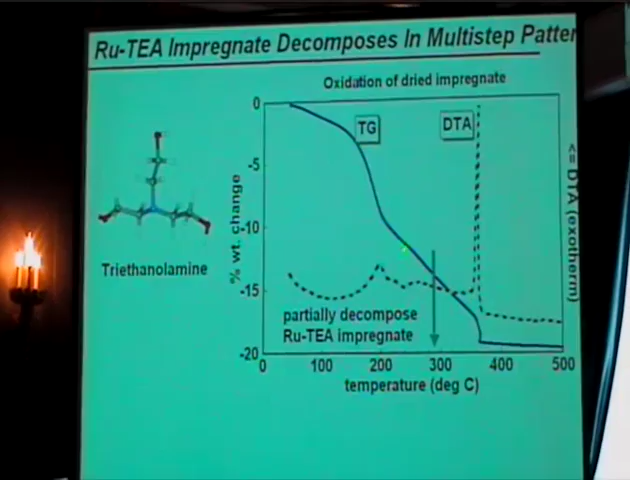 Ru-TEA Impregnate Decomposes In Multistep Patter
Oxidation of dried impregnate
TG
DTA
Triethanolamine
% wt. change
0
-5
-10
-15
-20
<= DTA (exotherm)
partially decompose
Ru-TEA impregnate
0 100 200 300 400 500
temperature (deg C)